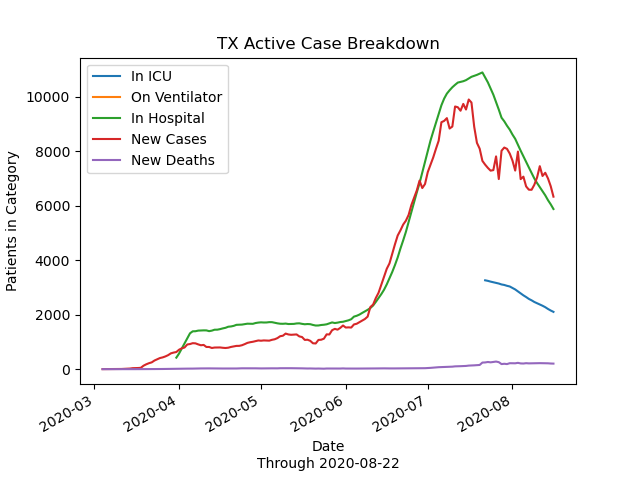 TX Active Case Breakdown
In ICU
On Ventilator
In Hospital
New Cases
New Deaths
Patients in Category
10000
8000
6000
4000
2000
0
2020-03
2020-04
2020-05
2020-06
2020-07
2020-08
Date
Through 2020-08-22